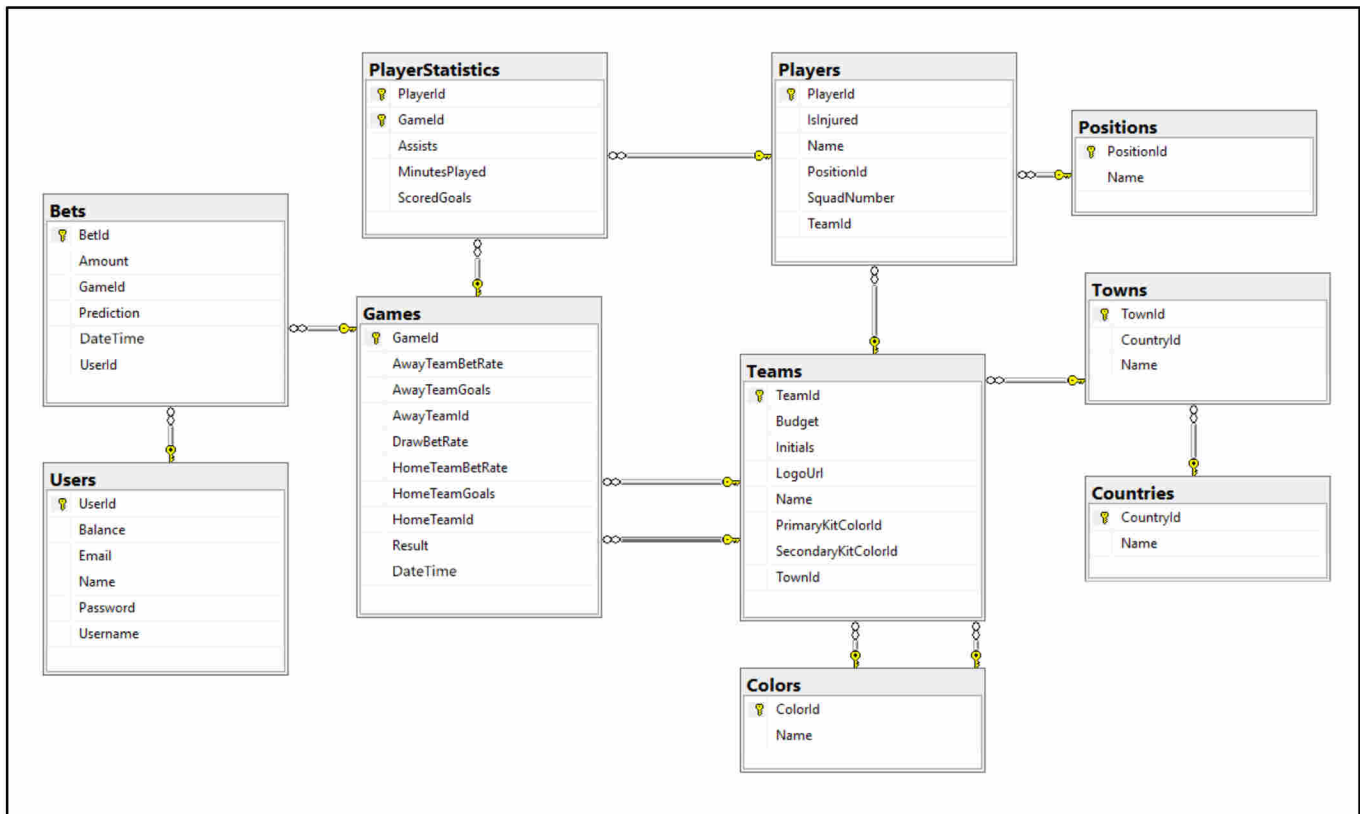 PlayerStatistics
PlayerId
GameId
Assists
MinutesPlayed
ScoredGoals
Players
PlayerId
IsInjured
Name
PositionId
SquadNumber
TeamId
Positions
PositionId
Name
Bets
BetId
Amount
GameId
Prediction
DateTime
UserId
Games
GameId
AwayTeamBetRate
AwayTeamGoals
AwayTeamId
DrawBetRate
HomeTeamBetRate
HomeTeamGoals
HomeTeamId
Result
DateTime
Towns
TownId
CountryId
Name
Teams
TeamId
Budget
Initials
LogoUrl
Name
PrimaryKitColorId
SecondaryKitColorId
TownId
Users
UserId
Balance
Email
Name
Password
Username
Countries
CountryId
Name
Colors
ColorId
Name